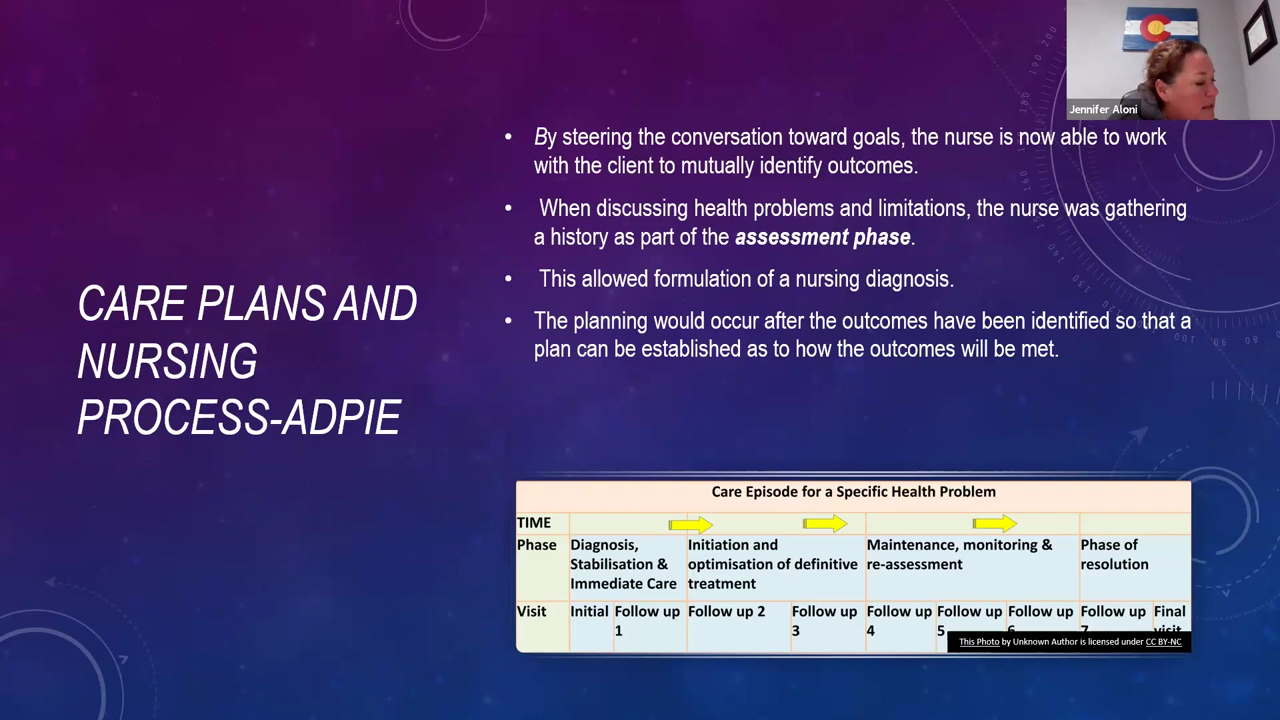 Jennifer Aloni
• By steering the conversation toward goals, the nurse is now able to work
with the client to mutually identify outcomes.
• When discussing health problems and limitations, the nurse was gathering
a history as part of the assessment phase.
• This allowed formulation of a nursing diagnosis.
• The planning would occur after the outcomes have been identified so that a
plan can be established as to how the outcomes will be met.
CARE PLANS AND
NURSING
PROCESS-ADPIE
Care Episode for a Specific Health Problem
TIME
Phase
Diagnosis,
Stabilisation &
Immediate Care
Initiation and
optimisation of definitive
treatment
Maintenance, monitoring &
re-assessment
Phase of
resolution
Visit
Initial
Follow up
1
Follow up 2
Follow up
3
Follow up
4
Follow up
5
Follow up
6
Follow up
7
Final
visit
This Photo by Unknown Author is licensed under CC BY-NC